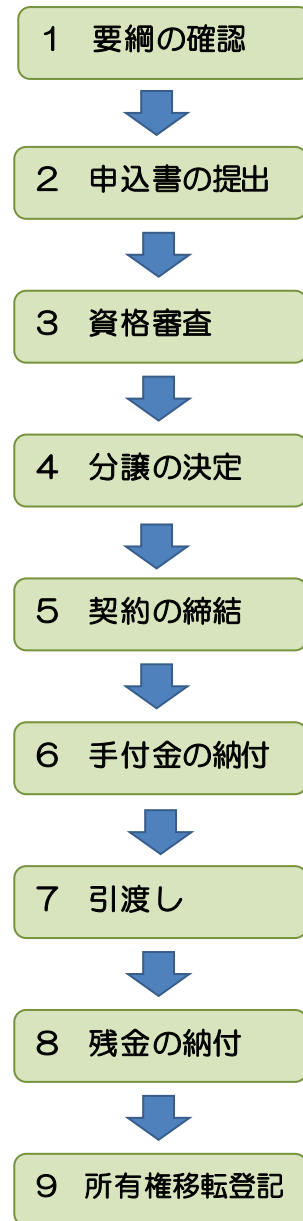 1 要綱の確認
2 申込書の提出
3 資格審査
4 分譲の決定
5 契約の締結
6 手付金の納付
7 引渡し
8 残金の納付
9 所有権移転登記